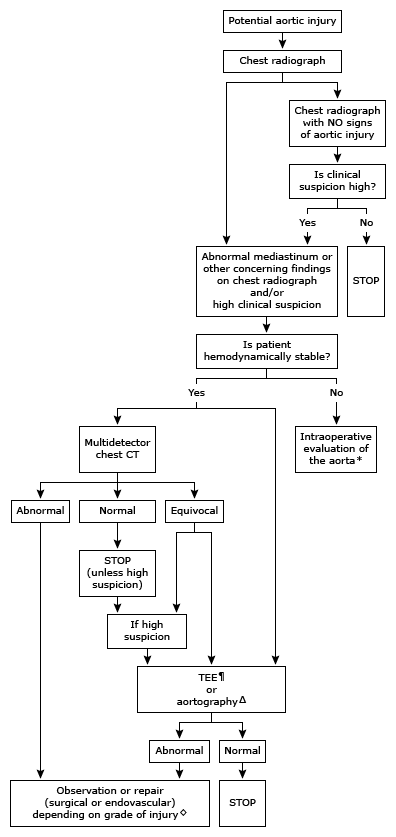 Potential aortic injury
Chest radiograph
Chest radiograph
with NO signs
of aortic injury
Is clinical
suspicion high?
Yes
No
Abnormal mediastinum or
other concerning findings
on chest radiograph
and/or
high clinical suspicion
STOP
Is patient
hemodynamically stable?
Yes
No
Multidetector
chest CT
Intraoperative
evaluation of
the aorta*
Abnormal
Normal
Equivocal
STOP
(unless high
suspicion)
If high
suspicion
TEE¶
or
aortography Δ
Abnormal
Normal
Observation or repair
(surgical or endovascular)
depending on grade of injury◇
STOP